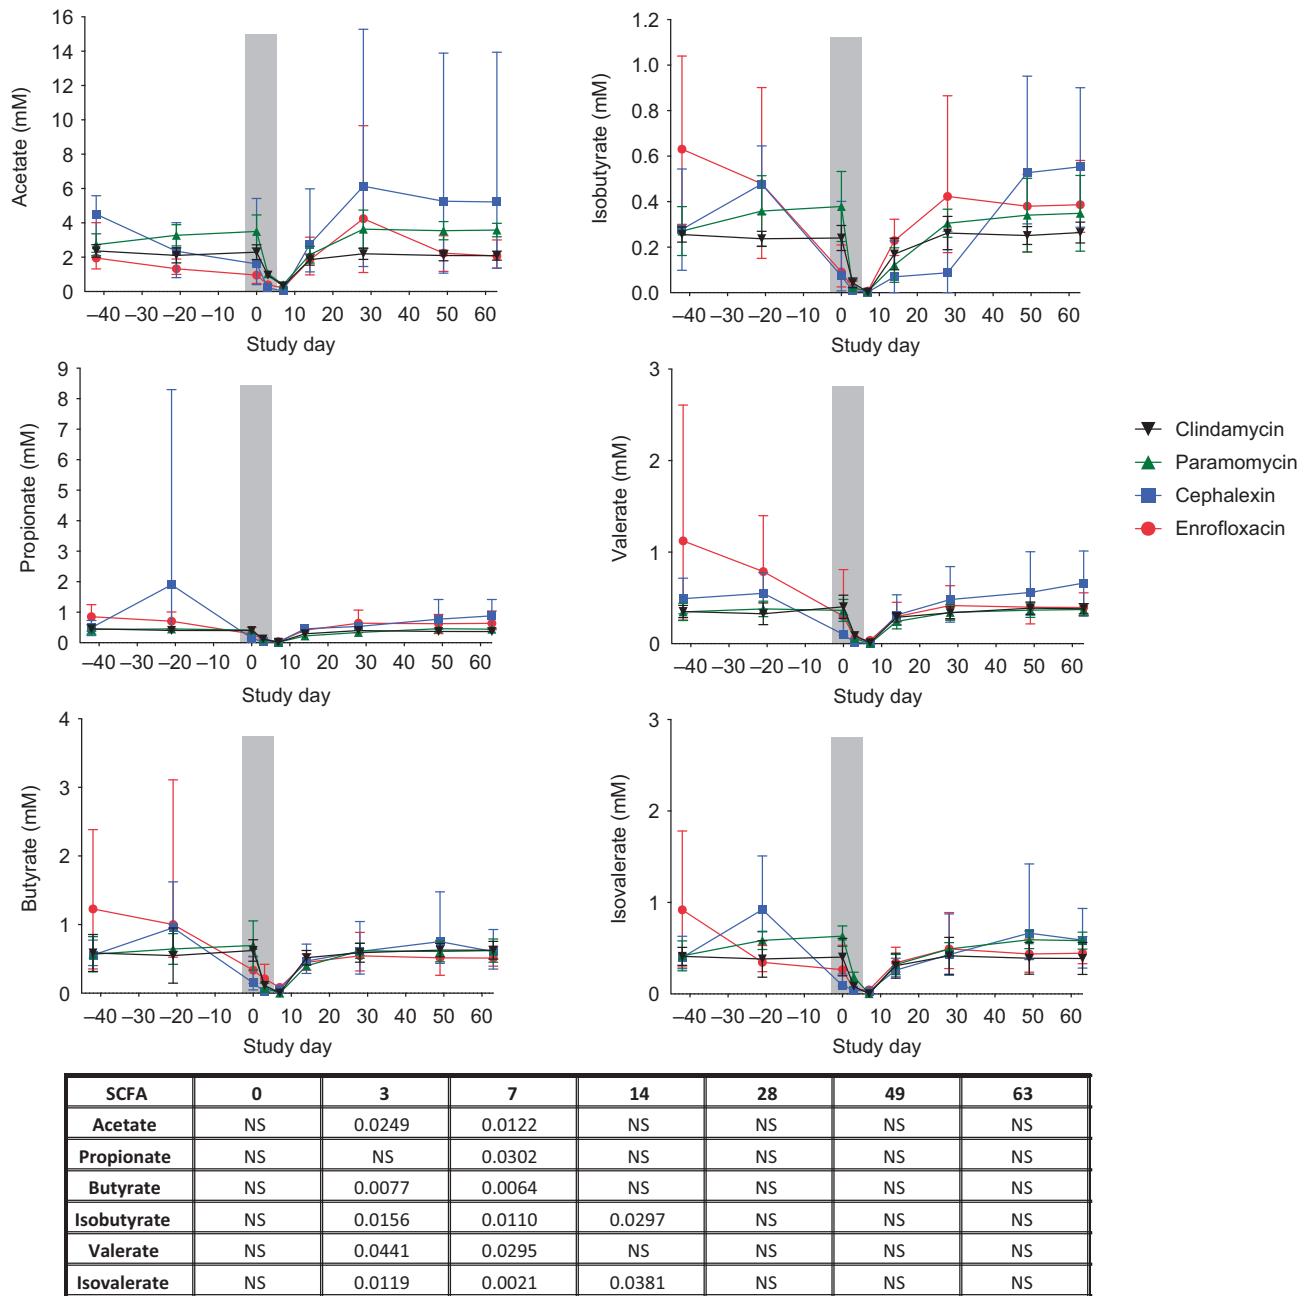 16
14
12
10
8
6
4
2
0
Acetate (mM)
–40 –20 –10 0 10 20 30 40 50 60
Study day
1.2
1.0
0.8
0.6
0.4
0.2
0.0
Isobutyrate (mM)
–40 –20 –10 0 10 20 30 40 50 60
Study day
9
8
7
6
5
4
3
2
1
0
Propionate (mM)
–40 –30 –20 –10 0 10 20 30 40 50 60
Study day
3
2
1
0
Valerate (mM)
–40 –30 –20 –10 0 10 20 30 40 50 60
Study day
Clindamycin
Paramomycin
Cephalexin
Enrofloxacin
4
3
2
1
0
Butyrate (mM)
–40 –30 –20 –10 0 10 20 30 40 50 60
Study day
3
2
1
0
Isovalerate (mM)
–40 –30 –20 –10 0 10 20 30 40 50 60
Study day
SCFA 0 3 7 14 28 49 63
Acetate NS 0.0249 0.0122 NS NS NS NS
Propionate NS NS 0.0302 NS NS NS NS
Butyrate NS 0.0077 0.0064 NS NS NS NS
Isobutyrate NS 0.0156 0.0110 0.0297 NS NS NS
Valerate NS 0.0441 0.0295 NS NS NS NS
Isovalerate NS 0.0119 0.0021 0.0381 NS NS NS